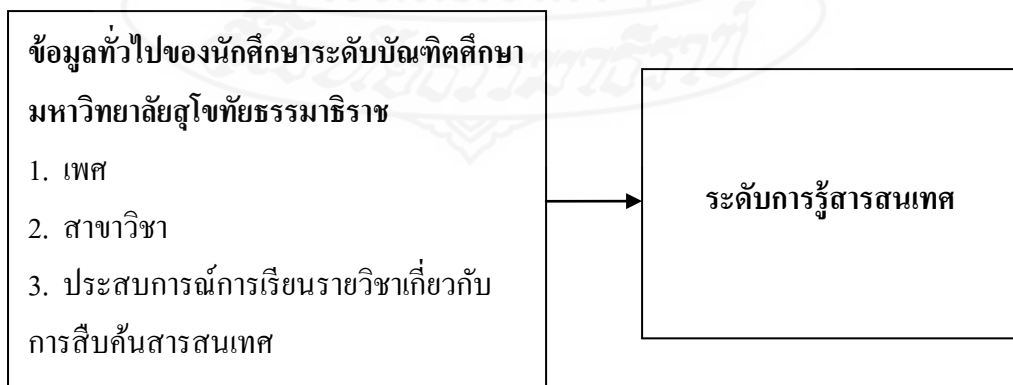 ข้อมูลทั่วไปของนักศึกษาระดับบัณฑิตศึกษา
มหาวิทยาลัยสุโขทัยธรรมาธิราช
1. เพศ
2. สาขาวิชา
3. ประสบการณ์การเรียนรายวิชาเกี่ยวกับ
การสืบค้นสารสนเทศ
ระดับการรู้สารสนเทศ